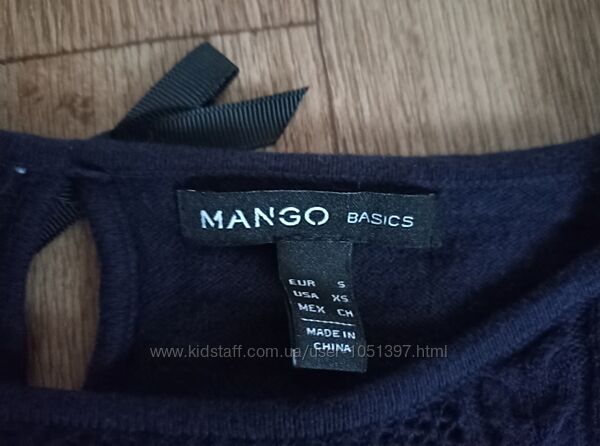 MANGO BASICS
EUR S
USA XS
MEX CH
MADE IN
CHINA
www.kidstaff.com.ua/user-1051397.html